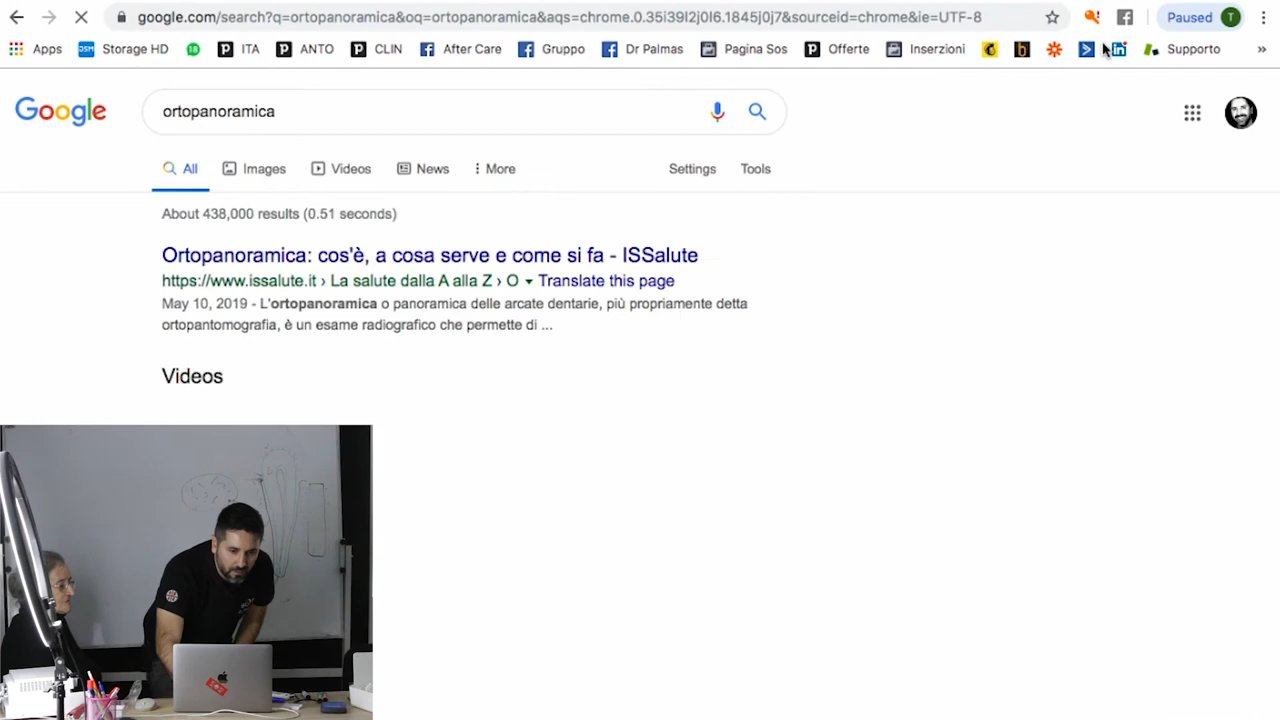 google.com/search?q=ortopanoramica&oq=ortopanoramica&aqs=chrome.0.35i39l2j0l6.1845j0j7&sourceid=chrome&ie=UTF-8 Paused T
Apps DSM Storage HD 18 P ITA P ANTO P CLIN After Care Gruppo Dr Palmas Pagina Sos P Offerte Inserzioni b in Supporto »
Google ortopanoramica
All Images Videos News More Settings Tools
About 438,000 results (0.51 seconds)
Ortopanoramica: cos'è, a cosa serve e come si fa - ISSalute
https://www.issalute.it › La salute dalla A alla Z › O Translate this page
May 10, 2019 - L'ortopanoramica o panoramica delle arcate dentarie, più propriamente detta
ortopantomografia, è un esame radiografico che permette di ...
Videos